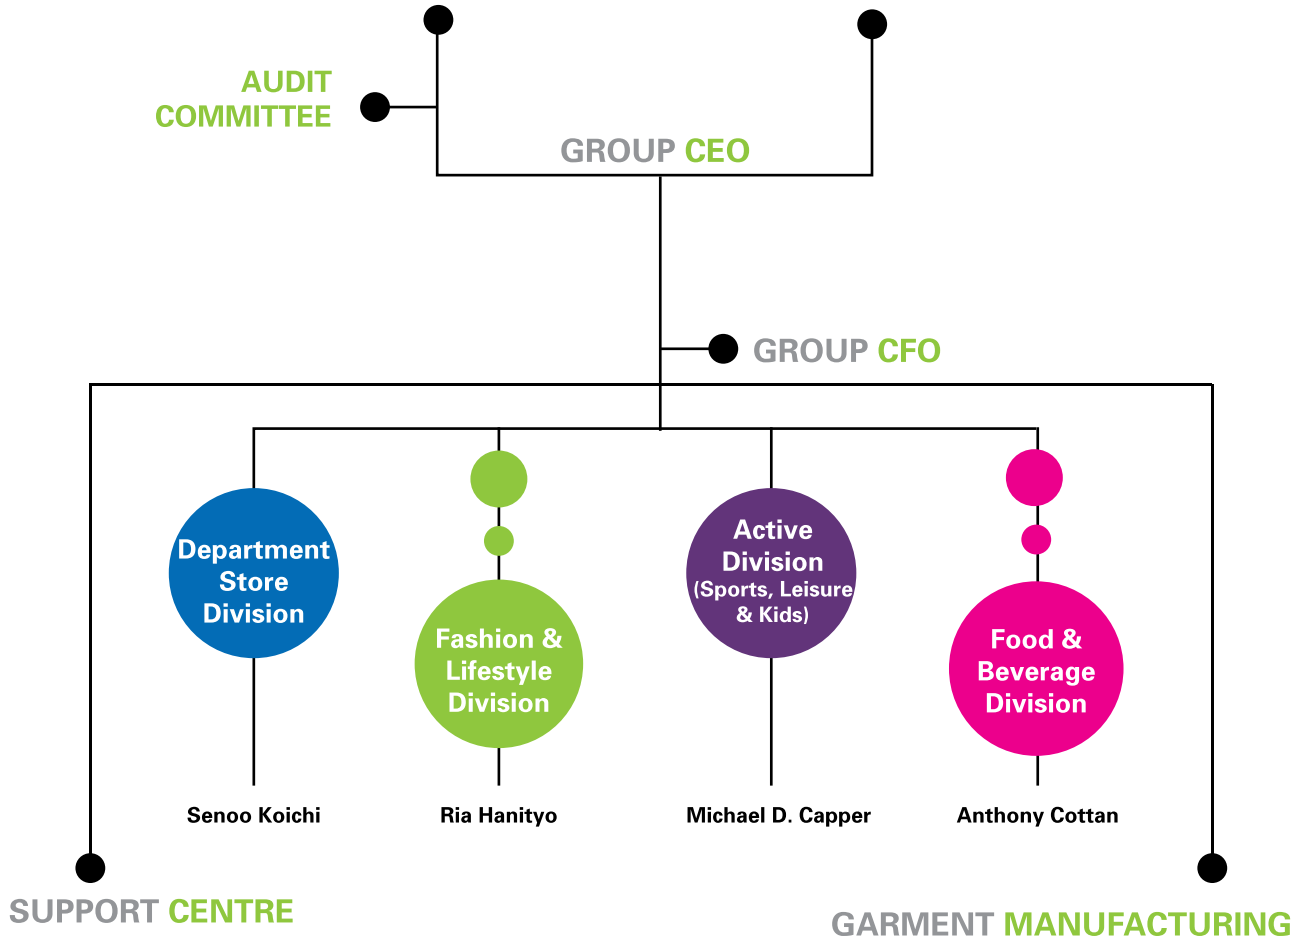 AUDIT
COMMITTEE
GROUP CEO
GROUP CFO
Department
Store
Division
Fashion &
Lifestyle
Division
Active
Division
(Sports, Leisure
& Kids)
Food &
Beverage
Division
Senoo Koichi
Ria Hanityo
Michael D. Capper
Anthony Cottan
SUPPORT CENTRE
GARMENT MANUFACTURING